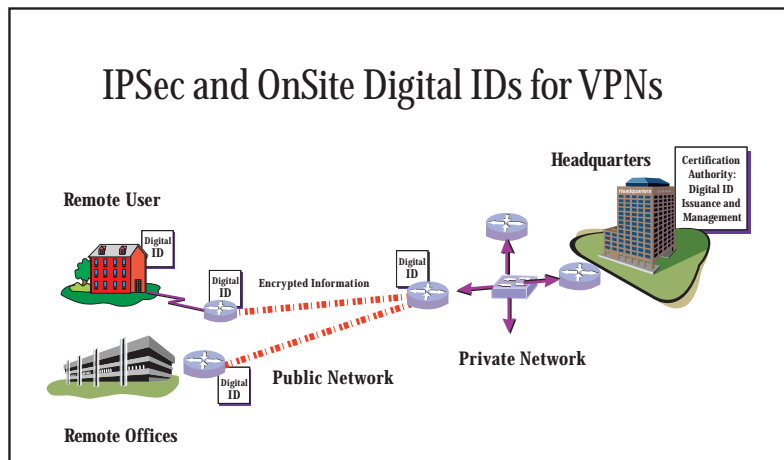 IPSec and OnSite Digital IDs for VPNs
Headquarters
Certification
Authority:
Digital ID
Issuance and
Management
Headquarters
Remote User
Digital
ID
Digital
ID
Encrypted Information
Digital
ID
Private Network
Public Network
Digital
ID
Remote Offices